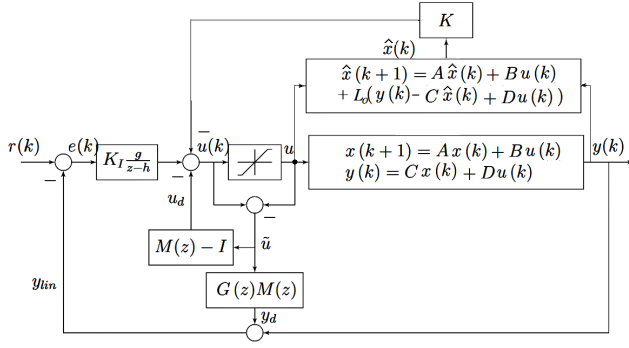 K
x̂(k)
x̂(k+1) = A x̂(k) + B u(k)
+ L_o(y(k) − C x̂(k) + D u(k))
−
r(k)
e(k)
K_I g/(z−h)
−
u(k)
u
x(k+1) = A x(k) + B u(k)
y(k) = C x(k) + D u(k)
y(k)
−
u_d
−
M(z) − I
ũ
G(z)M(z)
y_lin
y_d